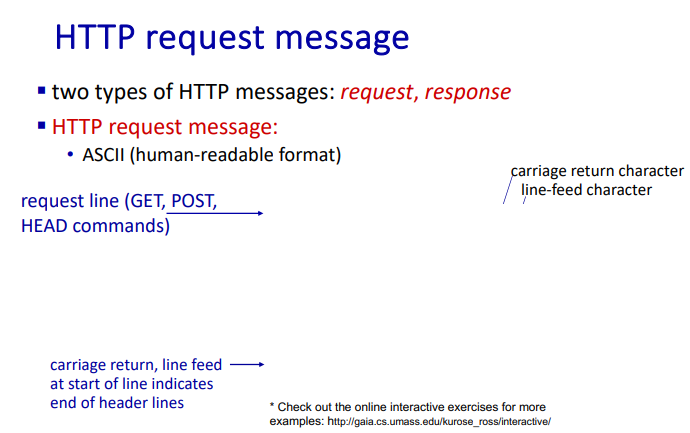 HTTP request message
▪ two types of HTTP messages: request, response
▪ HTTP request message:
• ASCII (human-readable format)
carriage return character
line-feed character
request line (GET, POST,
HEAD commands)
carriage return, line feed
at start of line indicates
end of header lines
* Check out the online interactive exercises for more
examples: http://gaia.cs.umass.edu/kurose_ross/interactive/